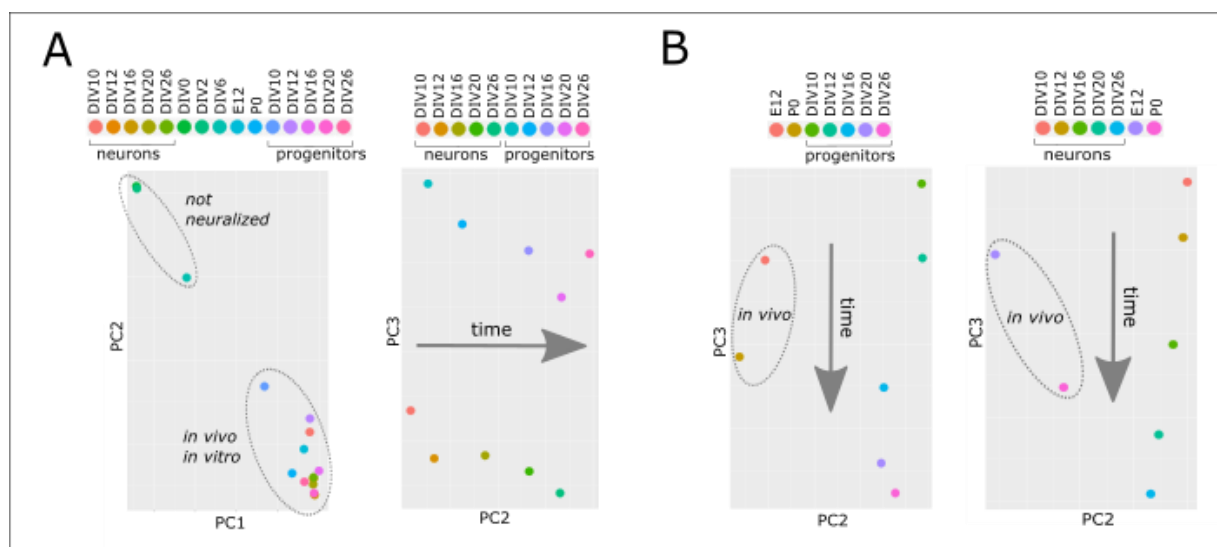 A
DIV10
DIV12
DIV16
DIV20
DIV26
DIV0
DIV2
DIV6
E12
P0
DIV10
DIV12
DIV16
DIV20
DIV26
neurons
progenitors
not
neuralized
in vivo
in vitro
PC2
PC1
DIV10
DIV12
DIV16
DIV20
DIV26
DIV10
DIV12
DIV16
DIV20
DIV26
neurons
progenitors
time
PC3
PC2
B
E12
P0
DIV10
DIV12
DIV16
DIV20
DIV26
progenitors
in vivo
time
PC3
PC2
DIV10
DIV12
DIV16
DIV20
DIV26
E12
P0
neurons
in vivo
time
PC3
PC2